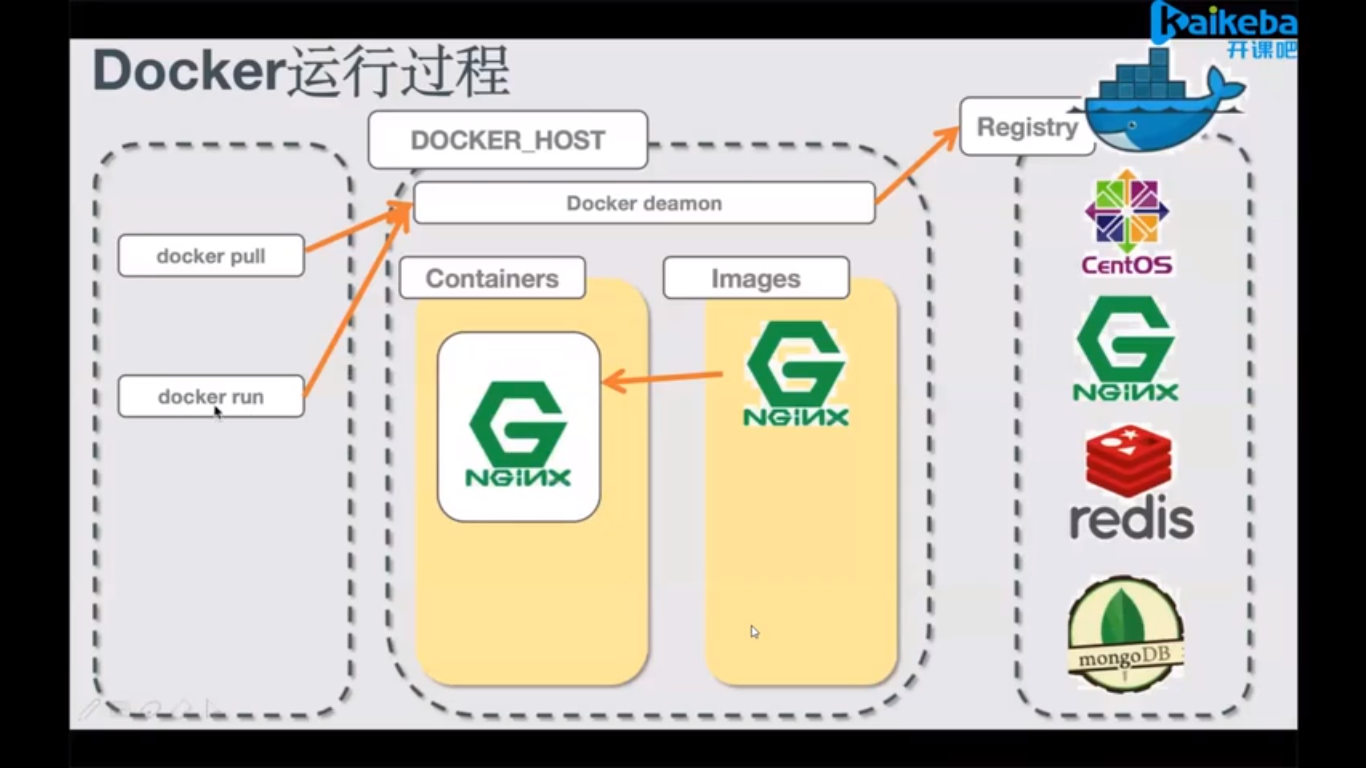 Kaikeba
开课吧
Docker运行过程
DOCKER_HOST
Registry
Docker deamon
docker pull
docker run
Containers
Images
NGiNX
NGiNX
CentOS
NGiNX
redis
mongoDB